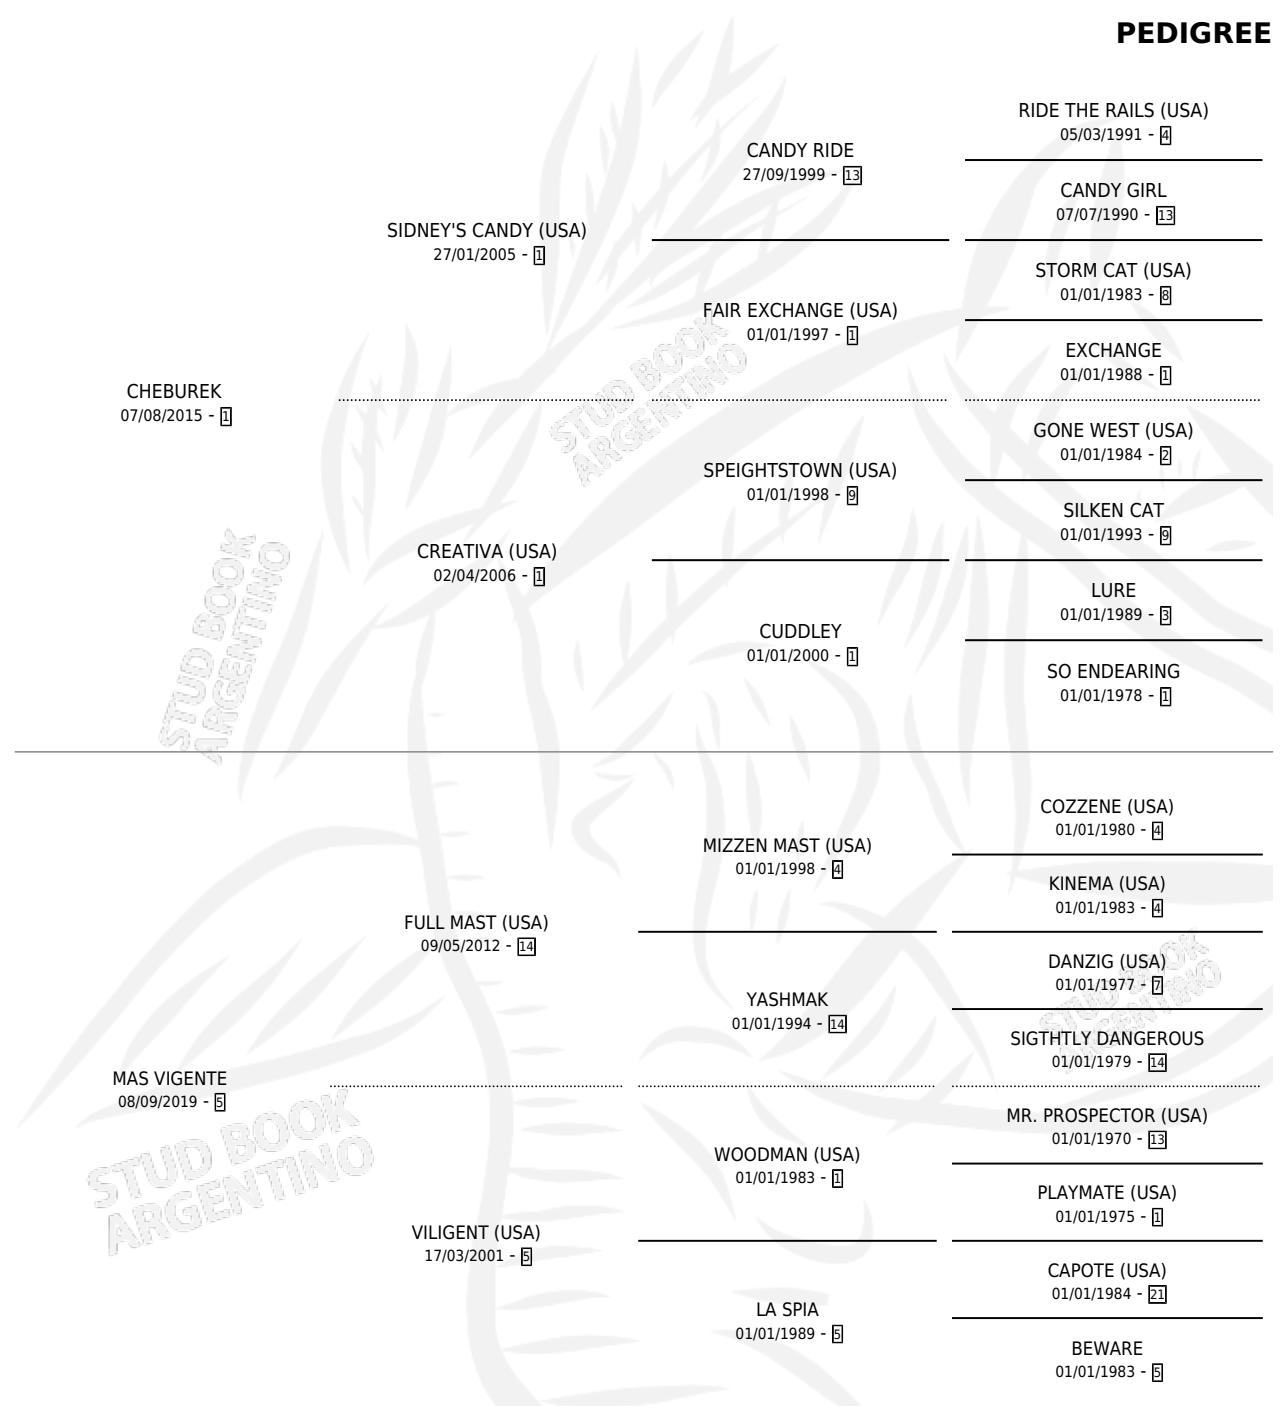 PEDIGREE
RIDE THE RAILS (USA)
05/03/1991 - 4
CANDY RIDE
27/09/1999 - 13
CANDY GIRL
07/07/1990 - 13
SIDNEY'S CANDY (USA)
27/01/2005 - 1
STORM CAT (USA)
01/01/1983 - 8
FAIR EXCHANGE (USA)
01/01/1997 - 1
EXCHANGE
01/01/1988 - 1
CHEBUREK
07/08/2015 - 1
GONE WEST (USA)
01/01/1984 - 2
SPEIGHTSTOWN (USA)
01/01/1998 - 9
SILKEN CAT
01/01/1993 - 9
CREATIVA (USA)
02/04/2006 - 1
LURE
01/01/1989 - 3
CUDDLEY
01/01/2000 - 1
SO ENDEARING
01/01/1978 - 1
COZZENE (USA)
01/01/1980 - 4
MIZZEN MAST (USA)
01/01/1998 - 4
KINEMA (USA)
01/01/1983 - 4
FULL MAST (USA)
09/05/2012 - 14
DANZIG (USA)
01/01/1977 - 7
YASHMAK
01/01/1994 - 14
SIGTHTLY DANGEROUS
01/01/1979 - 14
MAS VIGENTE
08/09/2019 - 5
MR. PROSPECTOR (USA)
01/01/1970 - 13
WOODMAN (USA)
01/01/1983 - 1
PLAYMATE (USA)
01/01/1975 - 1
VILIGENT (USA)
17/03/2001 - 5
CAPOTE (USA)
01/01/1984 - 21
LA SPIA
01/01/1989 - 5
BEWARE
01/01/1983 - 5
STUD BOOK
ARGENTINO
STUD BOOK
ARGENTINO
STUD BOOK
ARGENTINO
STUD BOOK
ARGENTINO